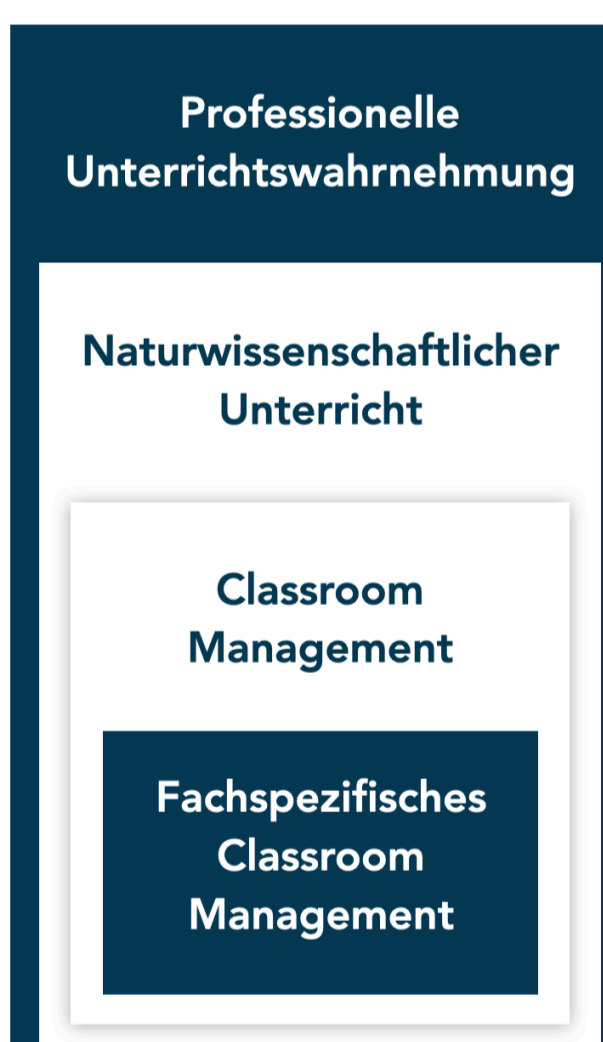 Professionelle
Unterrichtswahrnehmung
Naturwissenschaftlicher
Unterricht
Classroom
Management
Fachspezifisches
Classroom
Management